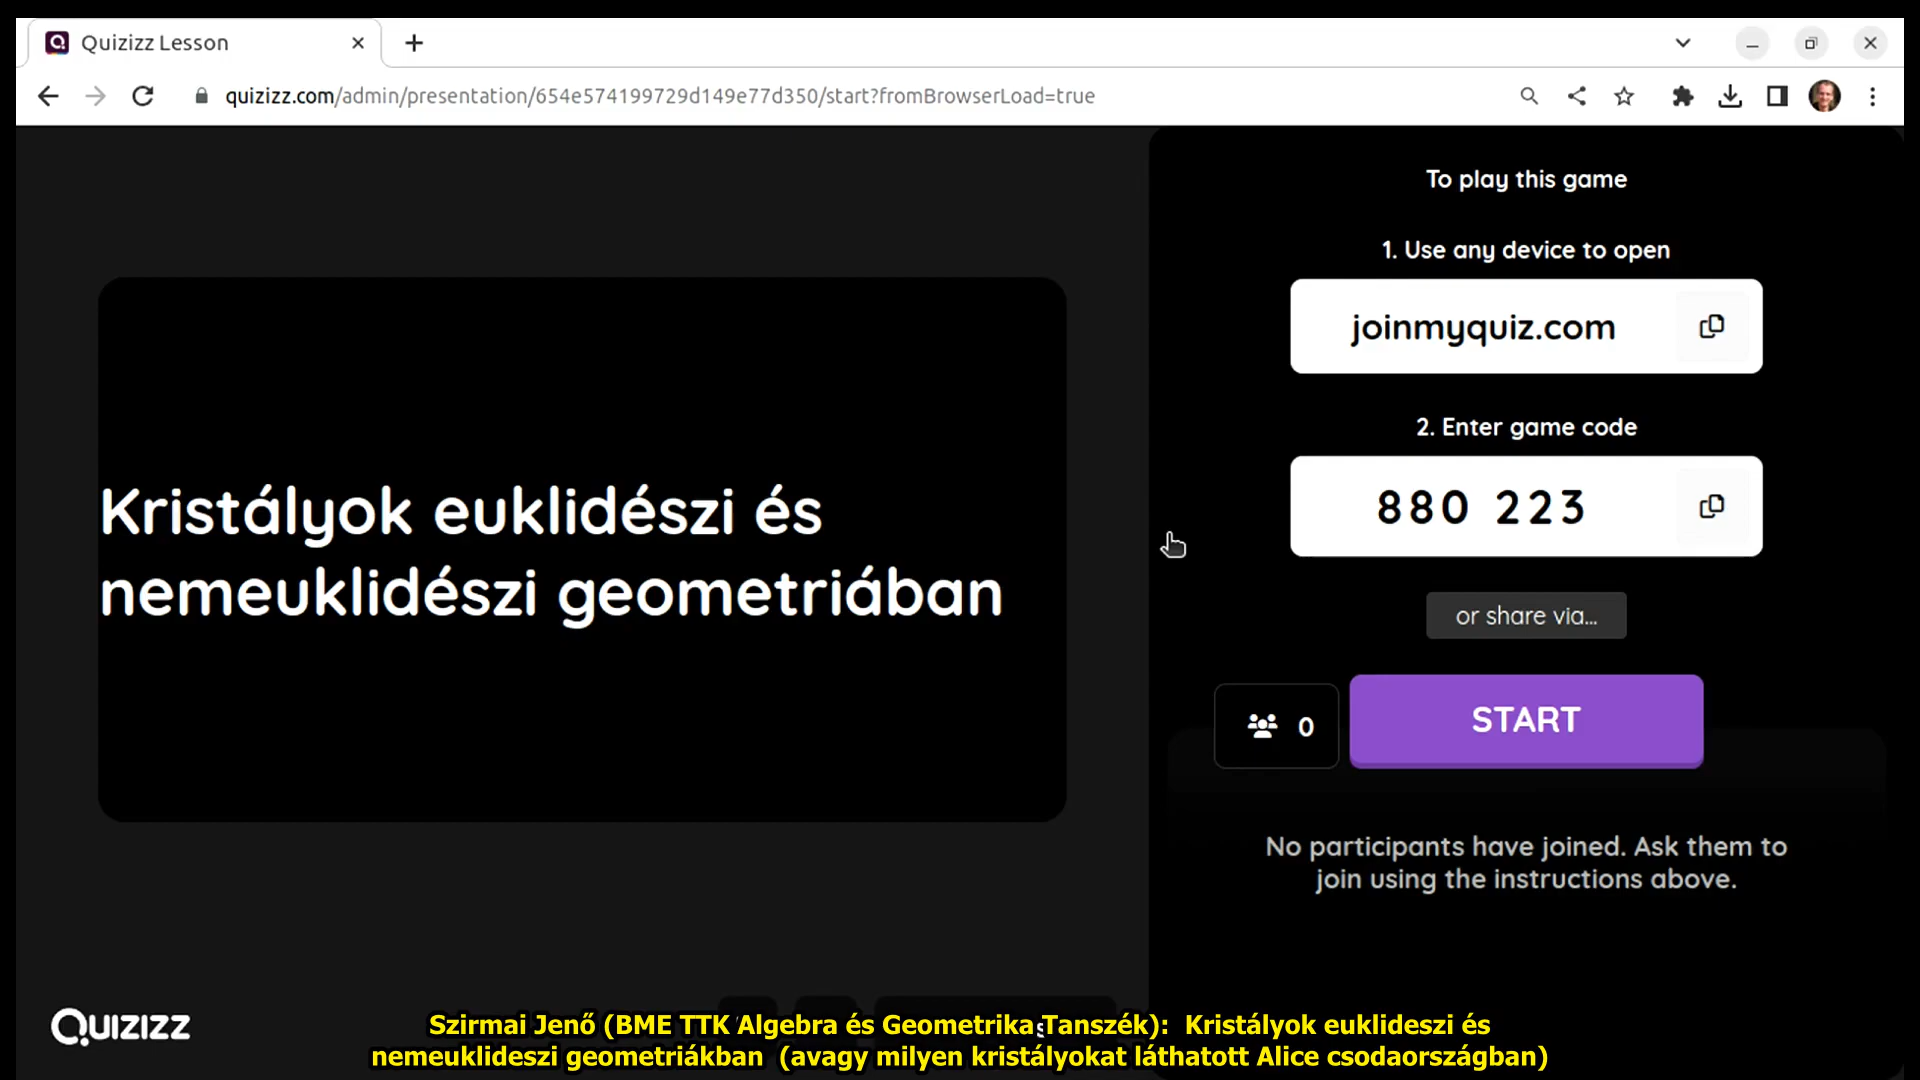 Quizizz Lesson
quizizz.com/admin/presentation/654e574199729d149e77d350/start?fromBrowserLoad=true
Kristályok euklidészi és
nemeuklidészi geometriában
To play this game
1. Use any device to open
joinmyquiz.com
2. Enter game code
880 223
or share via...
0
START
No participants have joined. Ask them to
join using the instructions above.
Quizizz
Szirmai Jenő (BME TTK Algebra és Geometrika Tanszék): Kristályok euklideszi és
nemeuklideszi geometriákban (avagy milyen kristályokat láthatott Alice csodaországban)